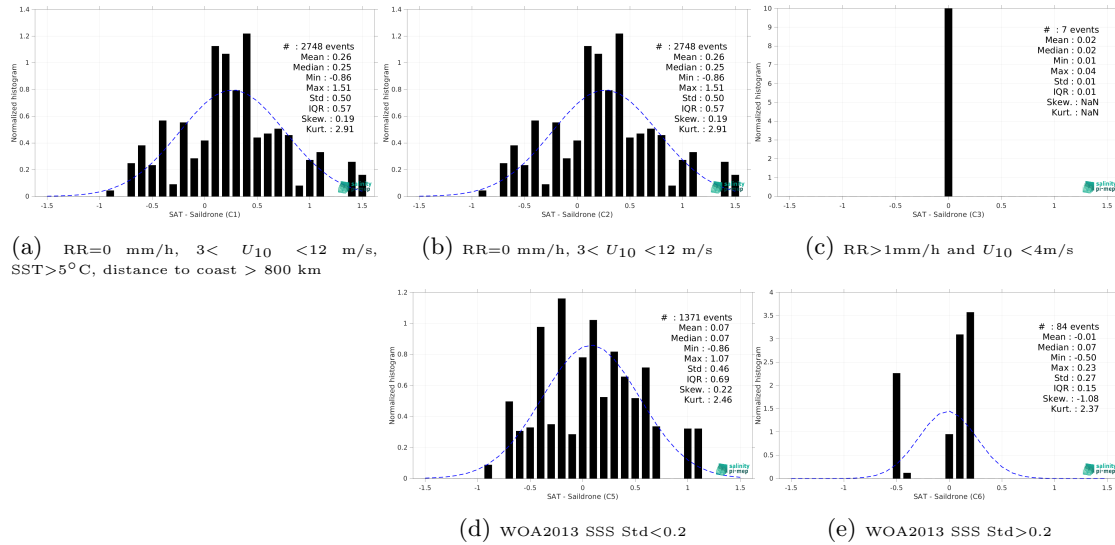 1.4
1.2
1
0.8
0.6
0.4
0.2
0
Normalized histogram
# : 2748 events
Mean : 0.26
Median : 0.25
Min : -0.86
Max : 1.51
Std : 0.50
IQR : 0.57
Skew. : 0.19
Kurt. : 2.91
salinity
pi-mep
-1.5 -1 -0.5 0 0.5 1 1.5
SAT - Saildrone (C1)
(a) RR=0 mm/h, 3< U10 <12 m/s,
SST>5°C, distance to coast > 800 km
1.4
1.2
1
0.8
0.6
0.4
0.2
0
Normalized histogram
# : 2748 events
Mean : 0.26
Median : 0.25
Min : -0.86
Max : 1.51
Std : 0.50
IQR : 0.57
Skew. : 0.19
Kurt. : 2.91
salinity
pi-mep
-1.5 -1 -0.5 0 0.5 1 1.5
SAT - Saildrone (C2)
(b) RR=0 mm/h, 3< U10 <12 m/s
10
9
8
7
6
5
4
3
2
1
0
Normalized histogram
# : 7 events
Mean : 0.02
Median : 0.02
Min : 0.01
Max : 0.04
Std : 0.01
IQR : 0.01
Skew. : NaN
Kurt. : NaN
salinity
pi-mep
-1.5 -1 -0.5 0 0.5 1 1.5
SAT - Saildrone (C3)
(c) RR>1mm/h and U10 <4m/s
1.2
1
0.8
0.6
0.4
0.2
0
Normalized histogram
# : 1371 events
Mean : 0.07
Median : 0.07
Min : -0.86
Max : 1.07
Std : 0.46
IQR : 0.69
Skew. : 0.22
Kurt. : 2.46
salinity
pi-mep
-1.5 -1 -0.5 0 0.5 1 1.5
SAT - Saildrone (C5)
(d) WOA2013 SSS Std<0.2
4
3.5
3
2.5
2
1.5
1
0.5
0
Normalized histogram
# : 84 events
Mean : -0.01
Median : 0.07
Min : -0.50
Max : 0.23
Std : 0.27
IQR : 0.15
Skew. : -1.08
Kurt. : 2.37
salinity
pi-mep
-1.5 -1 -0.5 0 0.5 1 1.5
SAT - Saildrone (C6)
(e) WOA2013 SSS Std>0.2